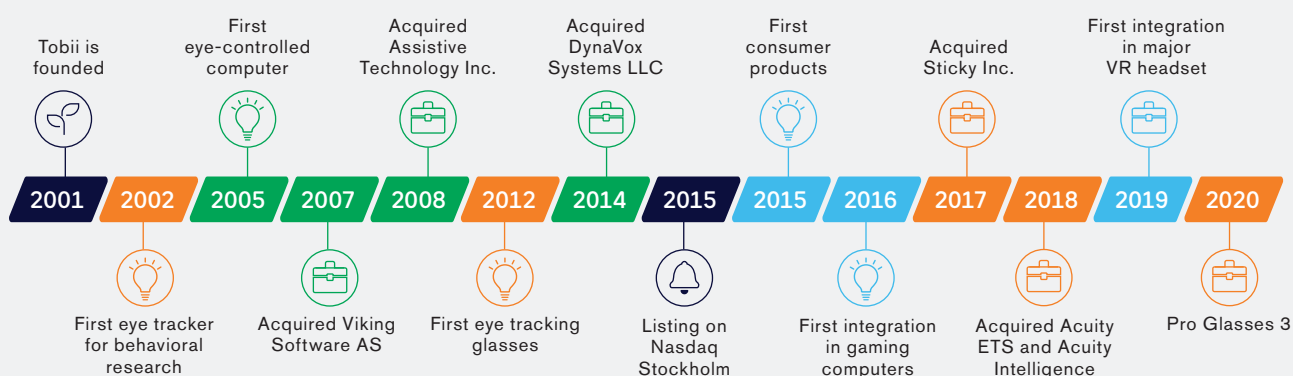 Tobii is
founded
First
eye-controlled
computer
Acquired
Assistive
Technology Inc.
Acquired
DynaVox
Systems LLC
First
consumer
products
Acquired
Sticky Inc.
First integration
in major
VR headset
2001
2002
2005
2007
2008
2012
2014
2015
2015
2016
2017
2018
2019
2020
First eye tracker
for behavioral
research
Acquired Viking
Software AS
First eye tracking
glasses
Listing on
Nasdaq
Stockholm
First integration
in gaming
computers
Acquired Acuity
ETS and Acuity
Intelligence
Pro Glasses 3